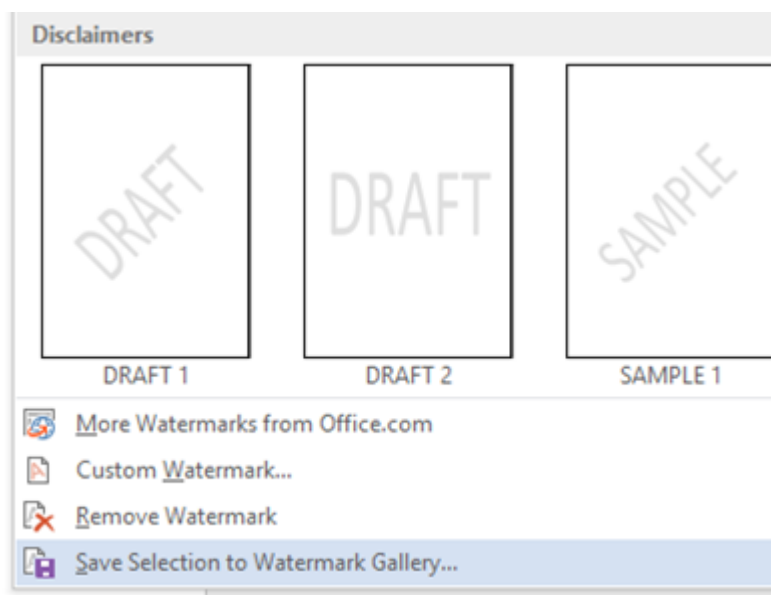 Disclaimers
DRAFT
DRAFT
SAMPLE
DRAFT 1
DRAFT 2
SAMPLE 1
More Watermarks from Office.com
Custom Watermark...
Remove Watermark
Save Selection to Watermark Gallery...